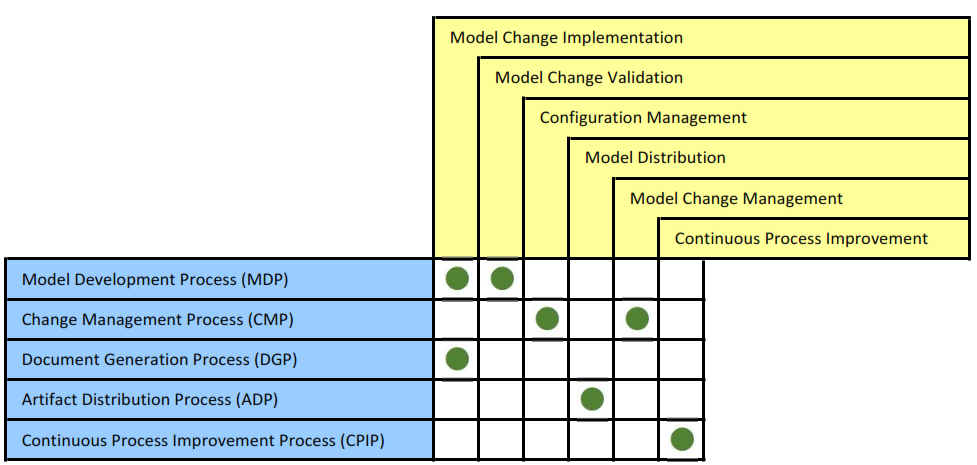 Model Change Implementation
Model Change Validation
Configuration Management
Model Distribution
Model Change Management
Continuous Process Improvement
Model Development Process (MDP)
Change Management Process (CMP)
Document Generation Process (DGP)
Artifact Distribution Process (ADP)
Continuous Process Improvement Process (CPIP)